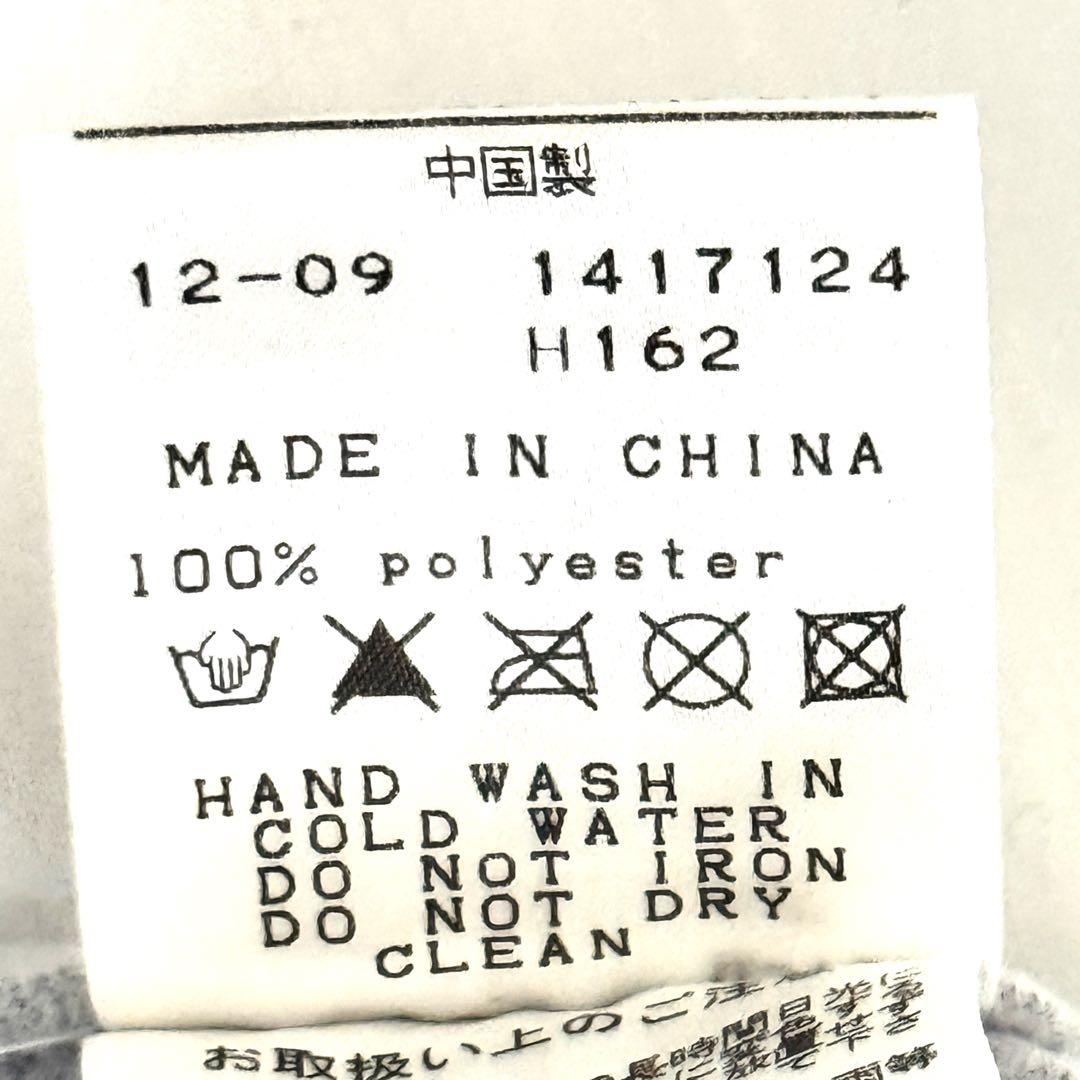 中国製
12-09 1417124
H162
MADE IN CHINA
100% polyester
HAND WASH IN
COLD WATER
DO NOT IRON
DO NOT DRY
CLEAN
お取扱い上のご注